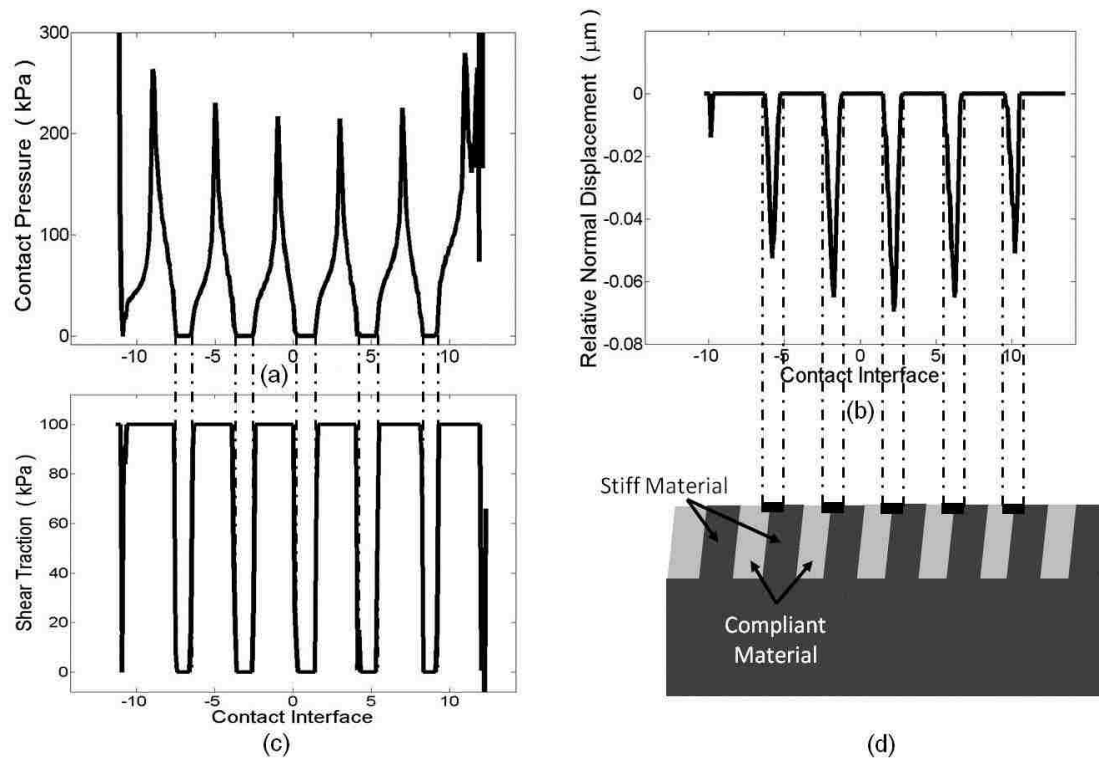 Contact Pressure ( kPa)
300
200
100
0
-10 -5 0 5 10
(a)
Shear Traction ( kPa)
100
80
60
40
20
0
-10 -5 0 5 10
Contact Interface
(c)
Relative Normal Displacement (μm)
0
-0.02
-0.04
-0.06
-0.08
-10 -5 0 5 10
Contact Interface
(b)
Stiff Material
Compliant
Material
(d)